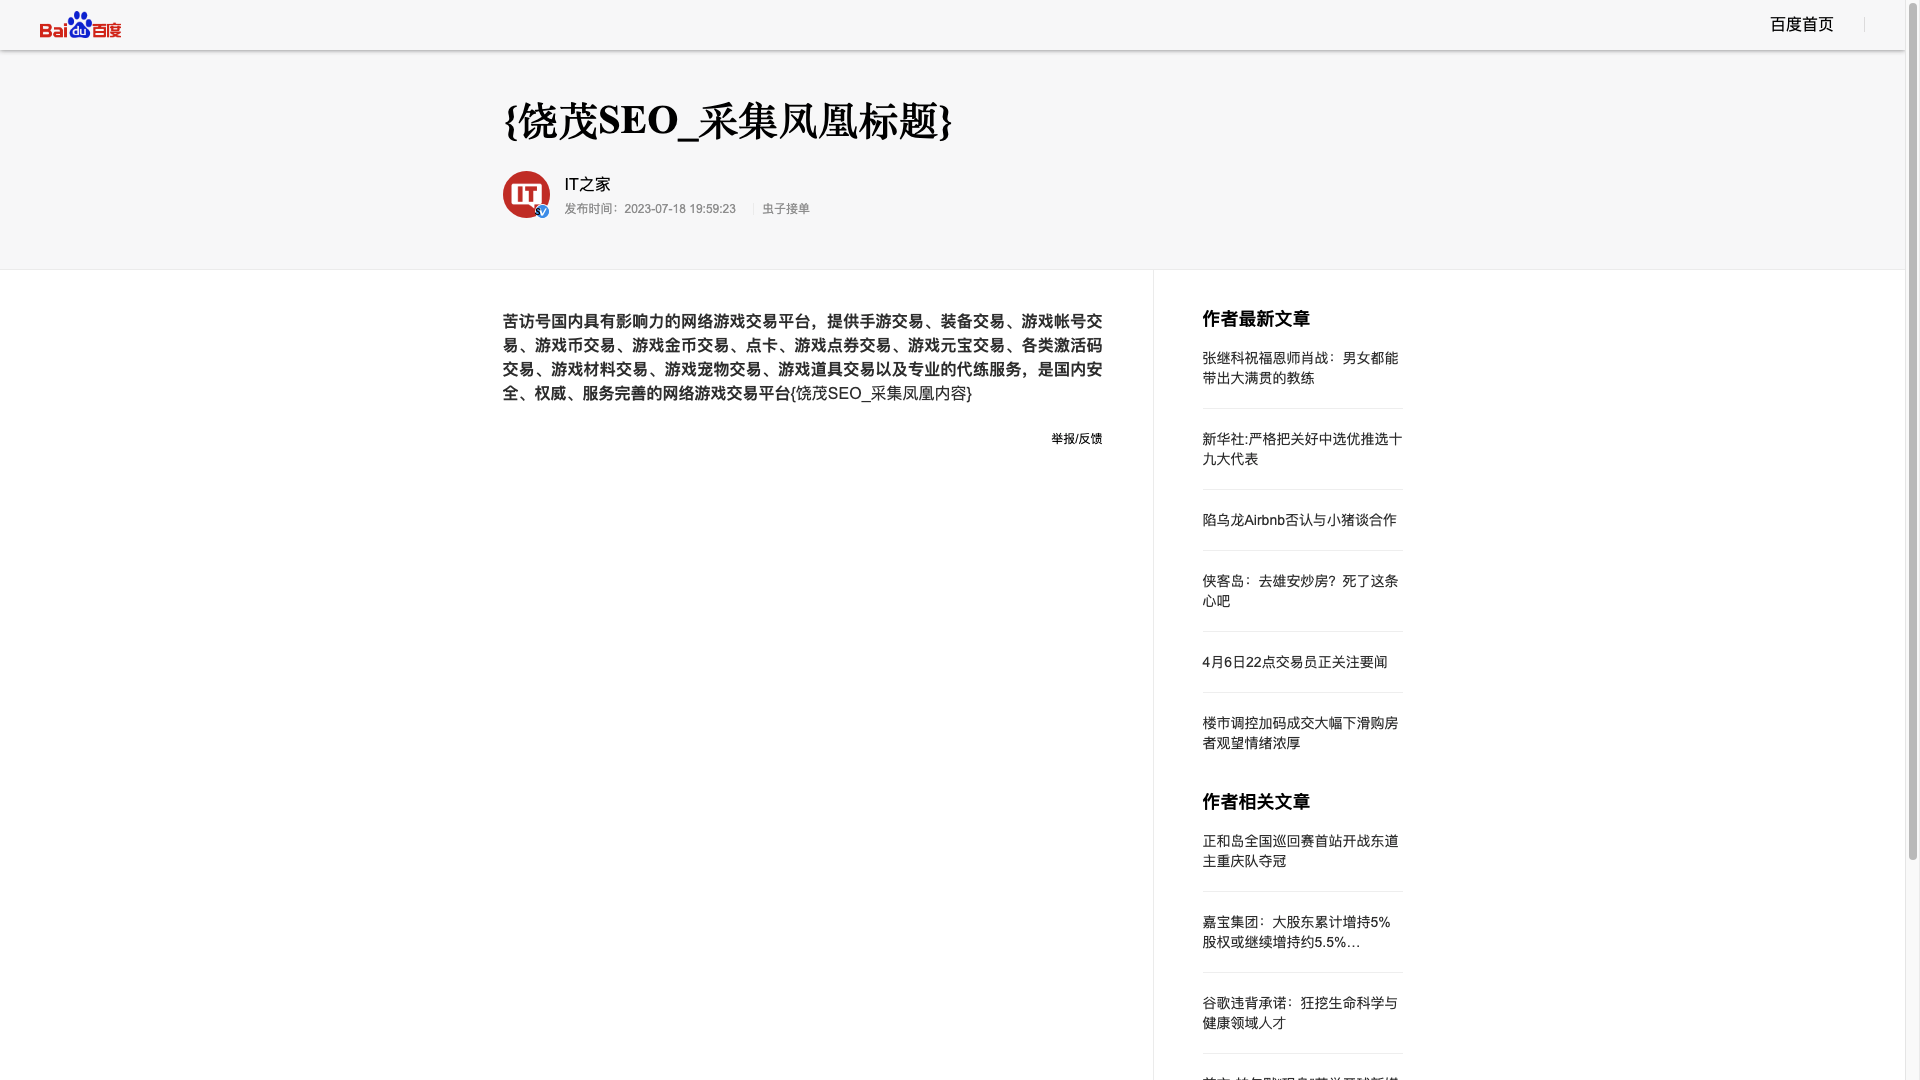 Bai du 百度
百度首页
{饶茂SEO_采集凤凰标题}
IT
IT之家
发布时间：2023-07-18 19:59:23
虫子接单
苦访号国内具有影响力的网络游戏交易平台，提供手游交易、装备交易、游戏帐号交
易、游戏币交易、游戏金币交易、点卡、游戏点券交易、游戏元宝交易、各类激活码
交易、游戏材料交易、游戏宠物交易、游戏道具交易以及专业的代练服务，是国内安
全、权威、服务完善的网络游戏交易平台{饶茂SEO_采集凤凰内容}
举报/反馈
作者最新文章
张继科祝福恩师肖战：男女都能
带出大满贯的教练
新华社:严格把关好中选优推选十
九大代表
陷乌龙Airbnb否认与小猪谈合作
侠客岛：去雄安炒房？死了这条
心吧
4月6日22点交易员正关注要闻
楼市调控加码成交大幅下滑购房
者观望情绪浓厚
作者相关文章
正和岛全国巡回赛首站开战东道
主重庆队夺冠
嘉宝集团：大股东累计增持5%
股权或继续增持约5.5%…
谷歌违背承诺：狂挖生命科学与
健康领域人才